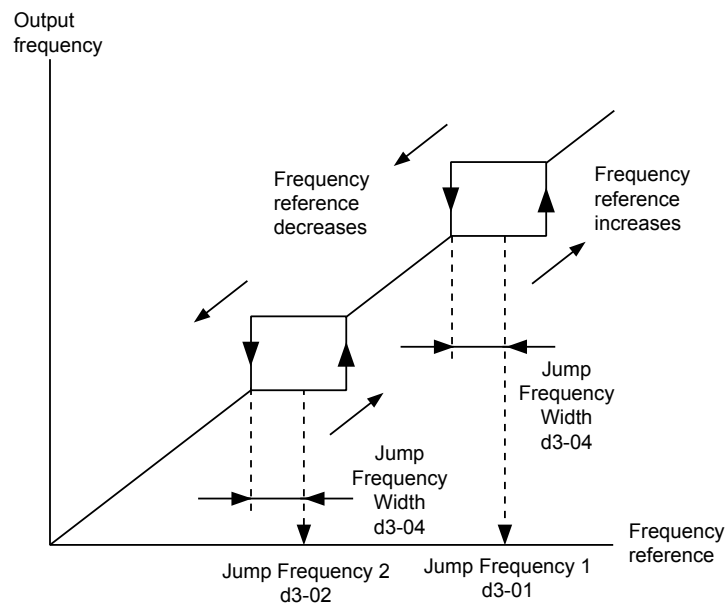 Output
frequency
Frequency
reference
decreases
Frequency
reference
increases
Jump
Frequency
Width
d3-04
Jump
Frequency
Width
d3-04
Frequency
reference
Jump Frequency 2
d3-02
Jump Frequency 1
d3-01